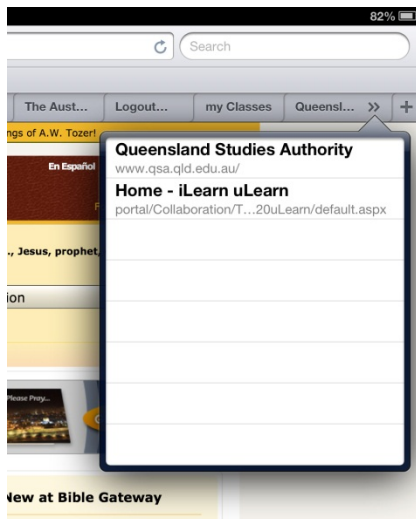 82%
Search
The Aust...
Logout...
my Classes
Queensl...
ngs of A.W. Tozer!
En Español
F
Queensland Studies Authority
www.qsa.qld.edu.au/
Home - iLearn uLearn
portal/Collaboration/T...20uLearn/default.aspx
., Jesus, prophet,
ion
Please Pray...
New at Bible Gateway